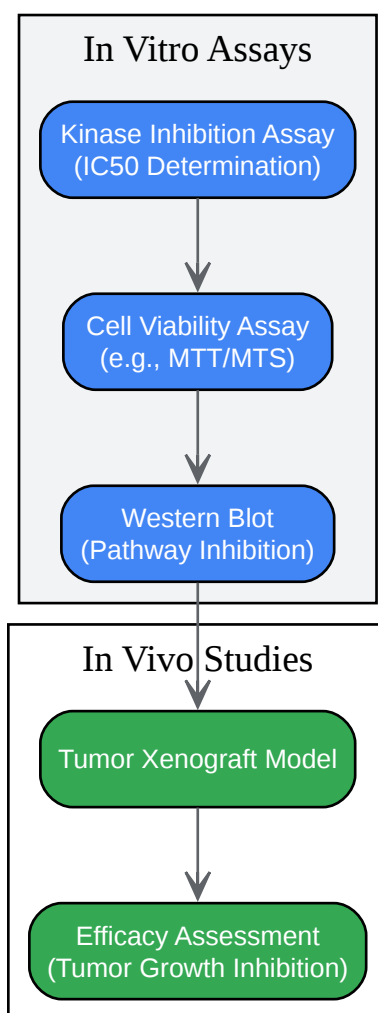 In Vitro Assays
Kinase Inhibition Assay
(IC50 Determination)
Cell Viability Assay
(e.g., MTT/MTS)
Western Blot
(Pathway Inhibition)
In Vivo Studies
Tumor Xenograft Model
Efficacy Assessment
(Tumor Growth Inhibition)